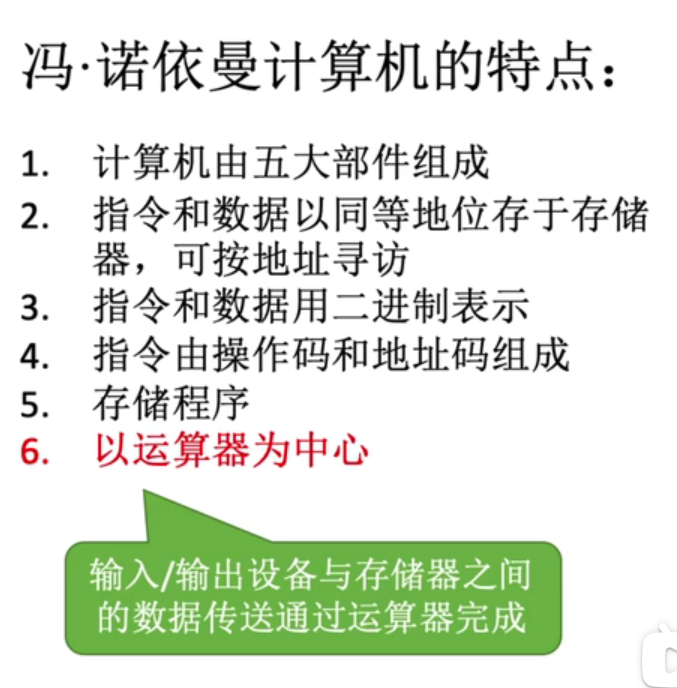 冯·诺依曼计算机的特点：
1. 计算机由五大部件组成
2. 指令和数据以同等地位存于存储
器，可按地址寻访
3. 指令和数据用二进制表示
4. 指令由操作码和地址码组成
5. 存储程序
6. 以运算器为中心
输入/输出设备与存储器之间
的数据传送通过运算器完成